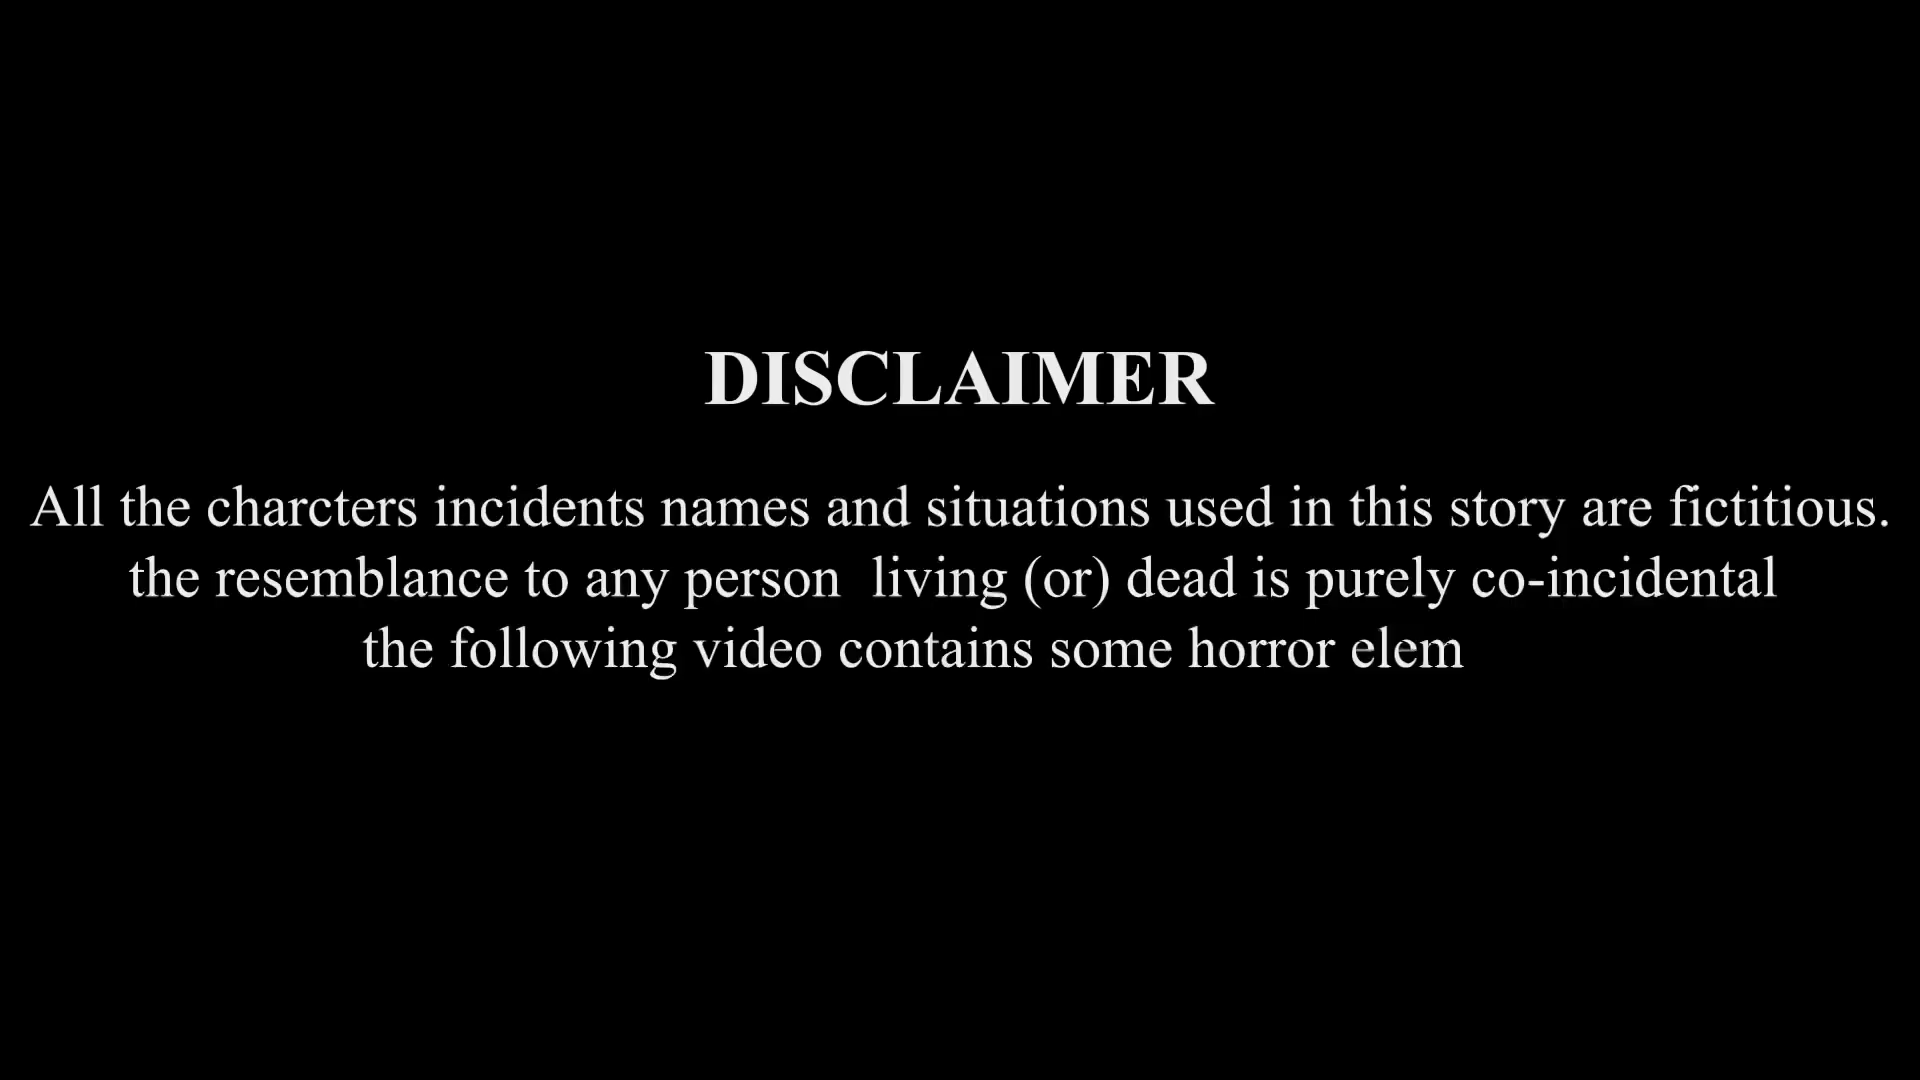 DISCLAIMER
All the charcters incidents names and situations used in this story are fictitious.
the resemblance to any person  living (or) dead is purely co-incidental
the following video contains some horror elem